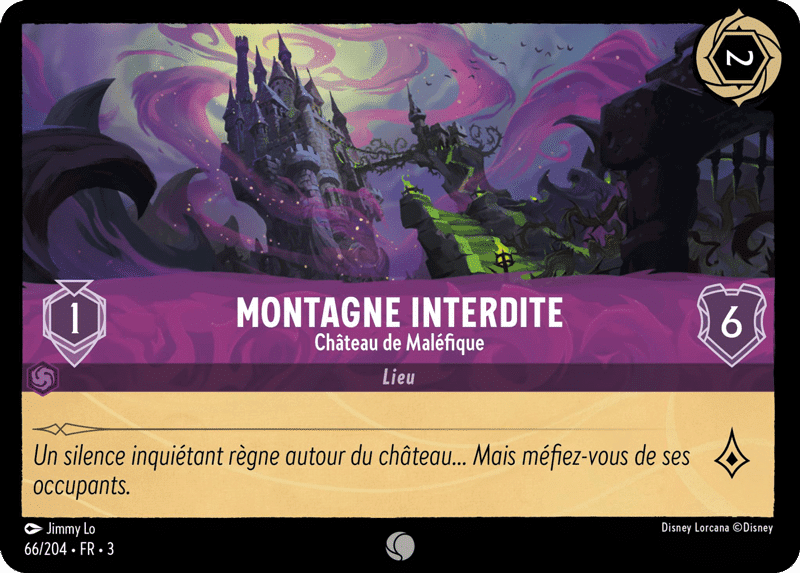 2
1
MONTAGNE INTERDITE
6
Château de Maléfique
Lieu
Un silence inquiétant règne autour du château... Mais méfiez-vous de ses
occupants.
Jimmy Lo
Disney Lorcana ©Disney
66/204 • FR • 3